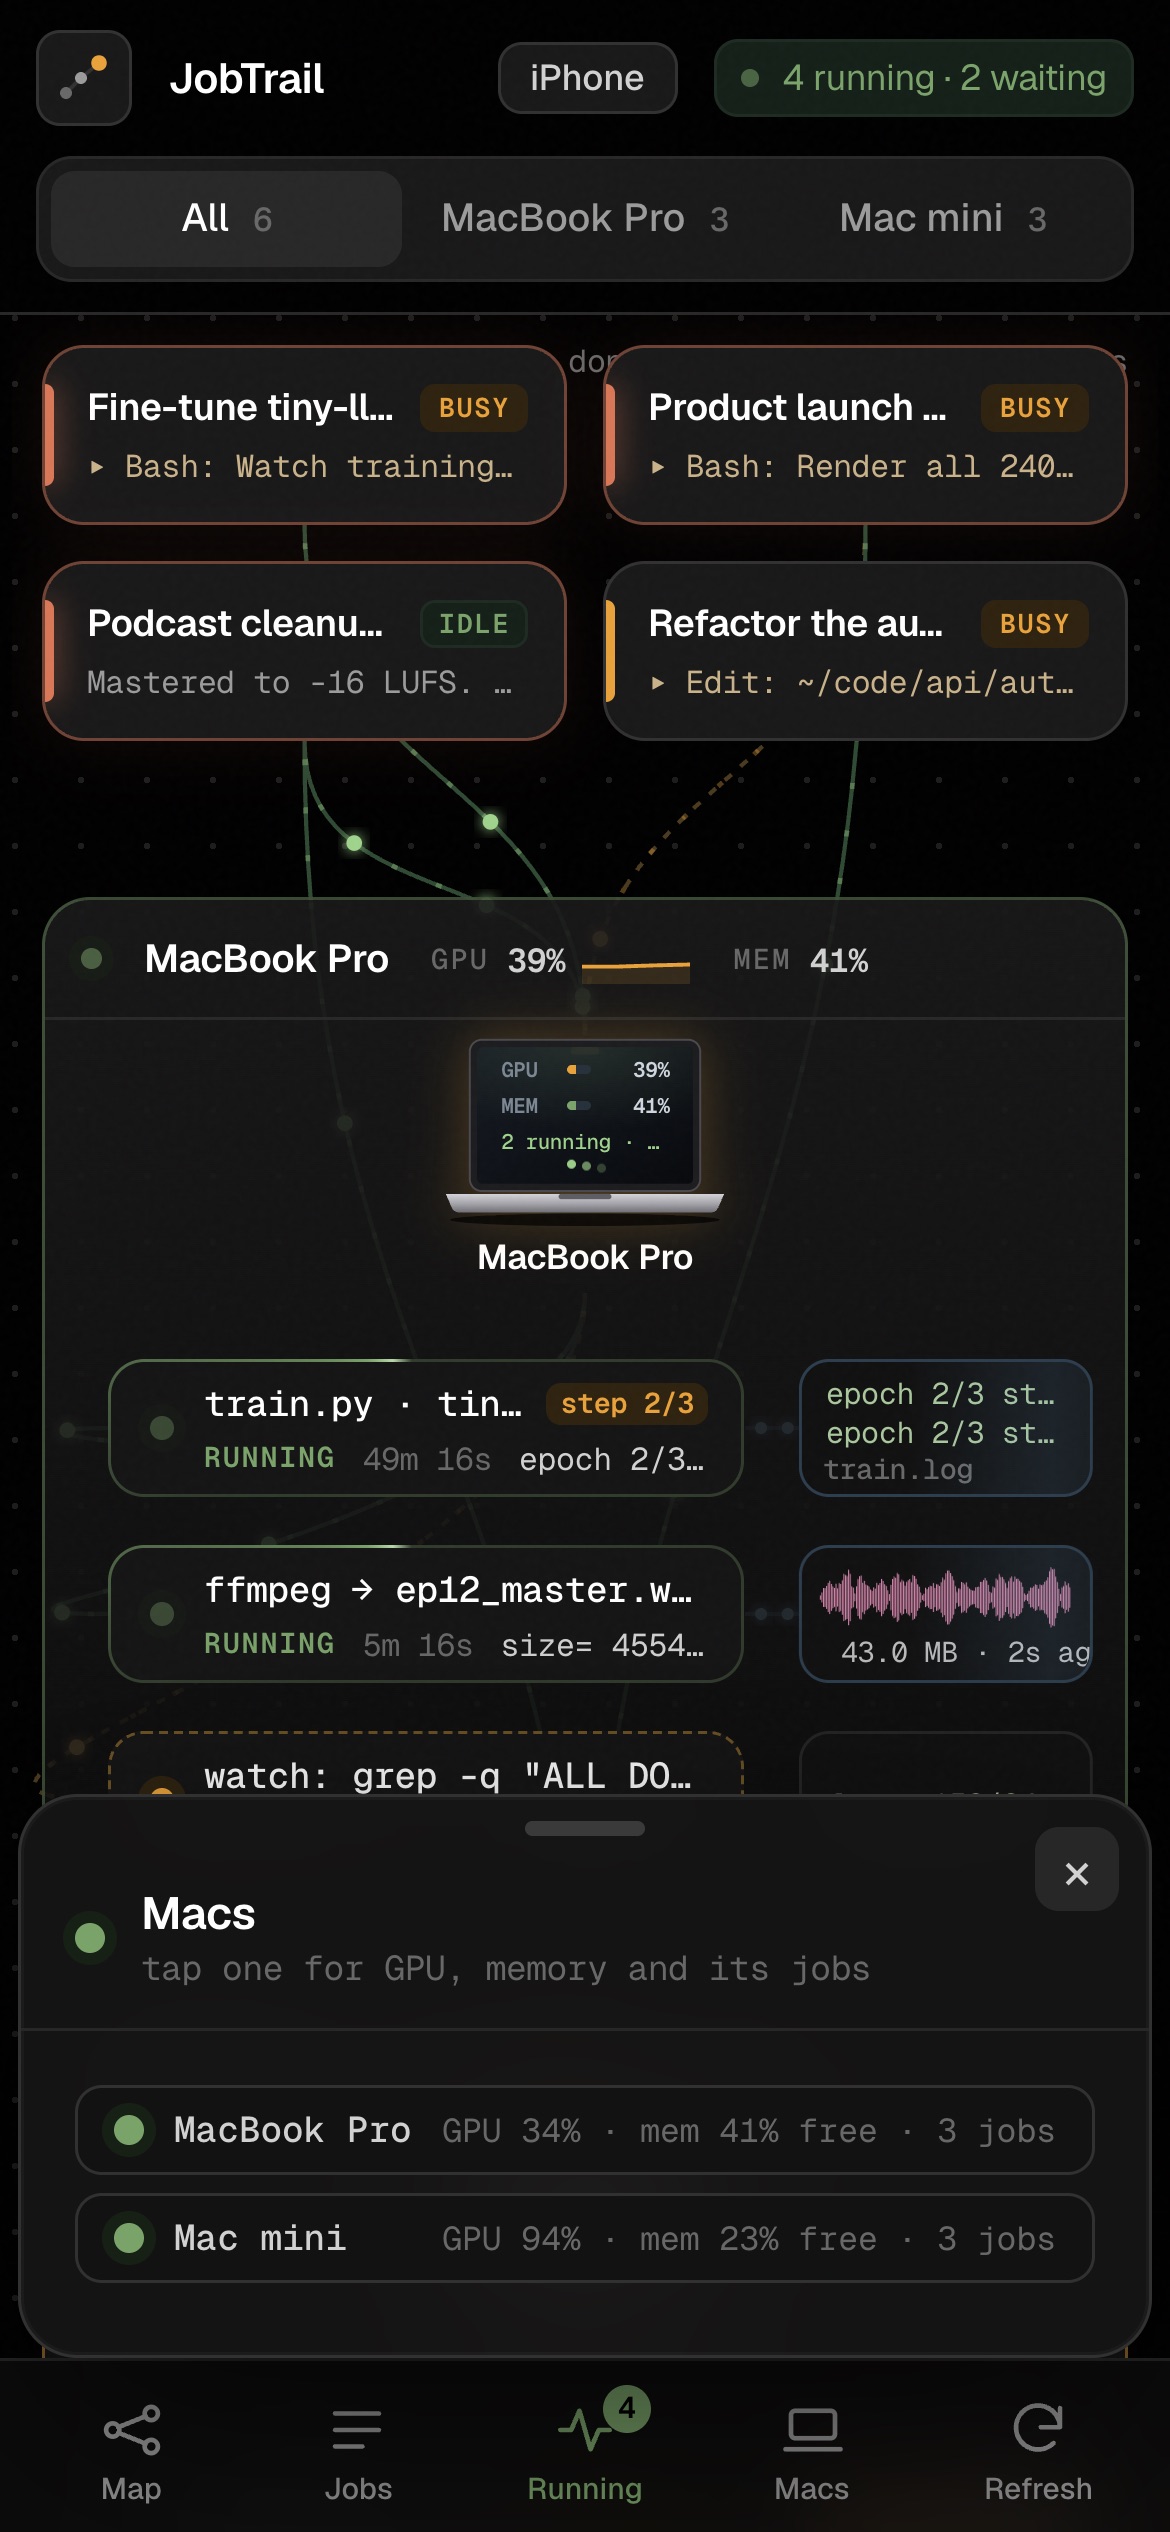 JobTrail
iPhone
4 running · 2 waiting
All 6
MacBook Pro 3
Mac mini 3
Fine-tune tiny-ll… BUSY
▸ Bash: Watch training…
Product launch … BUSY
▸ Bash: Render all 240…
Podcast cleanu… IDLE
Mastered to -16 LUFS. …
Refactor the au… BUSY
▸ Edit: ~/code/api/aut…
MacBook Pro GPU 39% MEM 41%
GPU 39%
MEM 41%
2 running · …
MacBook Pro
train.py · tin… step 2/3
RUNNING 49m 16s epoch 2/3…
epoch 2/3 st…
epoch 2/3 st…
train.log
ffmpeg → ep12_master.w…
RUNNING 5m 16s size= 4554…
43.0 MB · 2s ag
watch: grep -q "ALL DO…
Macs
tap one for GPU, memory and its jobs
MacBook Pro GPU 34% · mem 41% free · 3 jobs
Mac mini GPU 94% · mem 23% free · 3 jobs
4
Map
Jobs
Running
Macs
Refresh